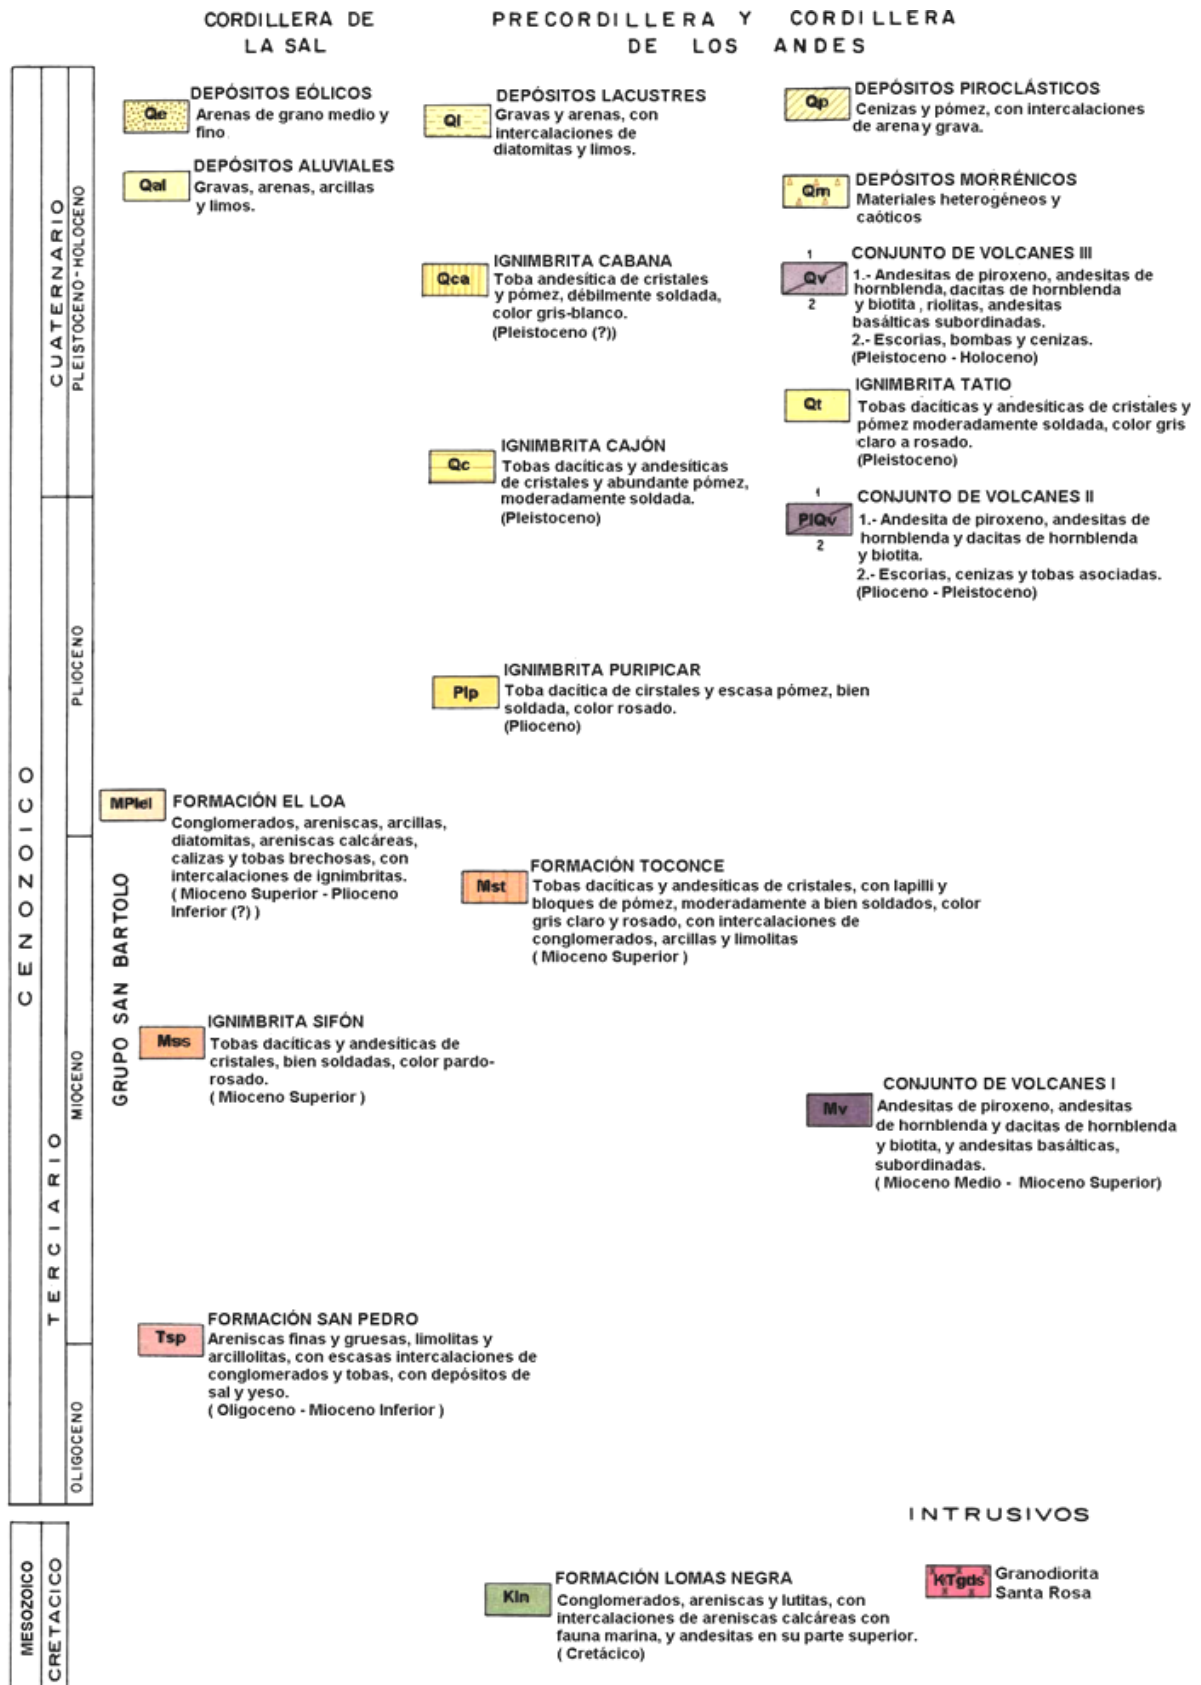 CORDILLERA DE
LA SAL
PRECORDILLERA Y CORDILLERA
DE LOS ANDES
CENOZOICO
CUATERNARIO
PLEISTOCENO-HOLOCENO
TERCIARIO
PLIOCENO
MIOCENO
OLIGOCENO
MESOZOICO
CRETACICO
GRUPO SAN BARTOLO
Qe
DEPÓSITOS EÓLICOS
Arenas de grano medio y
fino.
Qal
DEPÓSITOS ALUVIALES
Gravas, arenas, arcillas
y limos.
MPlel
FORMACIÓN EL LOA
Conglomerados, areniscas, arcillas,
diatomitas, areniscas calcáreas,
calizas y tobas brechosas, con
intercalaciones de ignimbritas.
( Mioceno Superior - Plioceno
Inferior (?) )
Mss
IGNIMBRITA SIFÓN
Tobas dacíticas y andesíticas de
cristales, bien soldadas, color pardo-
rosado.
( Mioceno Superior )
Tsp
FORMACIÓN SAN PEDRO
Areniscas finas y gruesas, limolitas y
arcillolitas, con escasas intercalaciones de
conglomerados y tobas, con depósitos de
sal y yeso.
( Oligoceno - Mioceno Inferior )
Ql
DEPÓSITOS LACUSTRES
Gravas y arenas, con
intercalaciones de
diatomitas y limos.
Qca
IGNIMBRITA CABANA
Toba andesítica de cristales
y pómez, débilmente soldada,
color gris-blanco.
(Pleistoceno (?))
Qc
IGNIMBRITA CAJÓN
Tobas dacíticas y andesíticas
de cristales y abundante pómez,
moderadamente soldada.
(Pleistoceno)
Plp
IGNIMBRITA PURIPICAR
Toba dacítica de cirstales y escasa pómez, bien
soldada, color rosado.
(Plioceno)
Mst
FORMACIÓN TOCONCE
Tobas dacíticas y andesíticas de cristales, con lapilli y
bloques de pómez, moderadamente a bien soldados, color
gris claro y rosado, con intercalaciones de
conglomerados, arcillas y limolitas
( Mioceno Superior )
Qp
DEPÓSITOS PIROCLÁSTICOS
Cenizas y pómez, con intercalaciones
de arena y grava.
Qm
DEPÓSITOS MORRÉNICOS
Materiales heterogéneos y
caóticos
1
Qv
2
CONJUNTO DE VOLCANES III
1.- Andesitas de piroxeno, andesitas de
hornblenda, dacitas de hornblenda
y biotita , riolitas, andesitas
basálticas subordinadas.
2.- Escorias, bombas y cenizas.
(Pleistoceno - Holoceno)
Qt
IGNIMBRITA TATIO
Tobas dacíticas y andesíticas de cristales y
pómez moderadamente soldada, color gris
claro a rosado.
(Pleistoceno)
1
PlQv
2
CONJUNTO DE VOLCANES II
1.- Andesita de piroxeno, andesitas de
hornblenda y dacitas de hornblenda
y biotita.
2.- Escorias, cenizas y tobas asociadas.
(Plioceno - Pleistoceno)
Mv
CONJUNTO DE VOLCANES I
Andesitas de piroxeno, andesitas
de hornblenda y dacitas de hornblenda
y biotita, y andesitas basálticas,
subordinadas.
( Mioceno Medio - Mioceno Superior)
Kln
FORMACIÓN LOMAS NEGRA
Conglomerados, areniscas y lutitas, con
intercalaciones de areniscas calcáreas con
fauna marina, y andesitas en su parte superior.
( Cretácico)
INTRUSIVOS
KTgds
Granodiorita
Santa Rosa